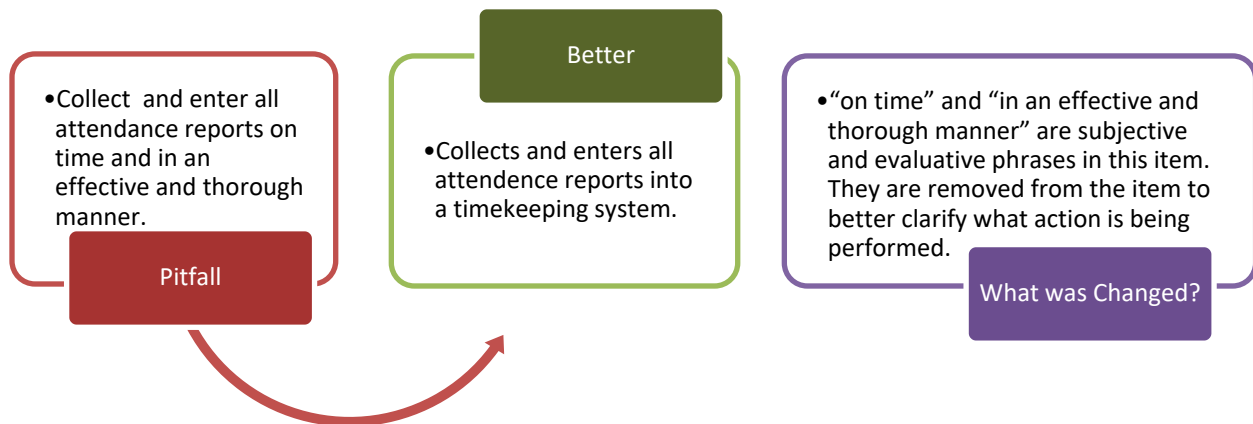 •Collect  and enter all
attendance reports on
time and in an
effective and thorough
manner.
Pitfall
Better
•Collects and enters all
attendence reports into
a timekeeping system.
•“on time” and “in an effective and
thorough manner” are subjective
and evaluative phrases in this item.
They are removed from the item to
better clarify what action is being
performed.
What was Changed?